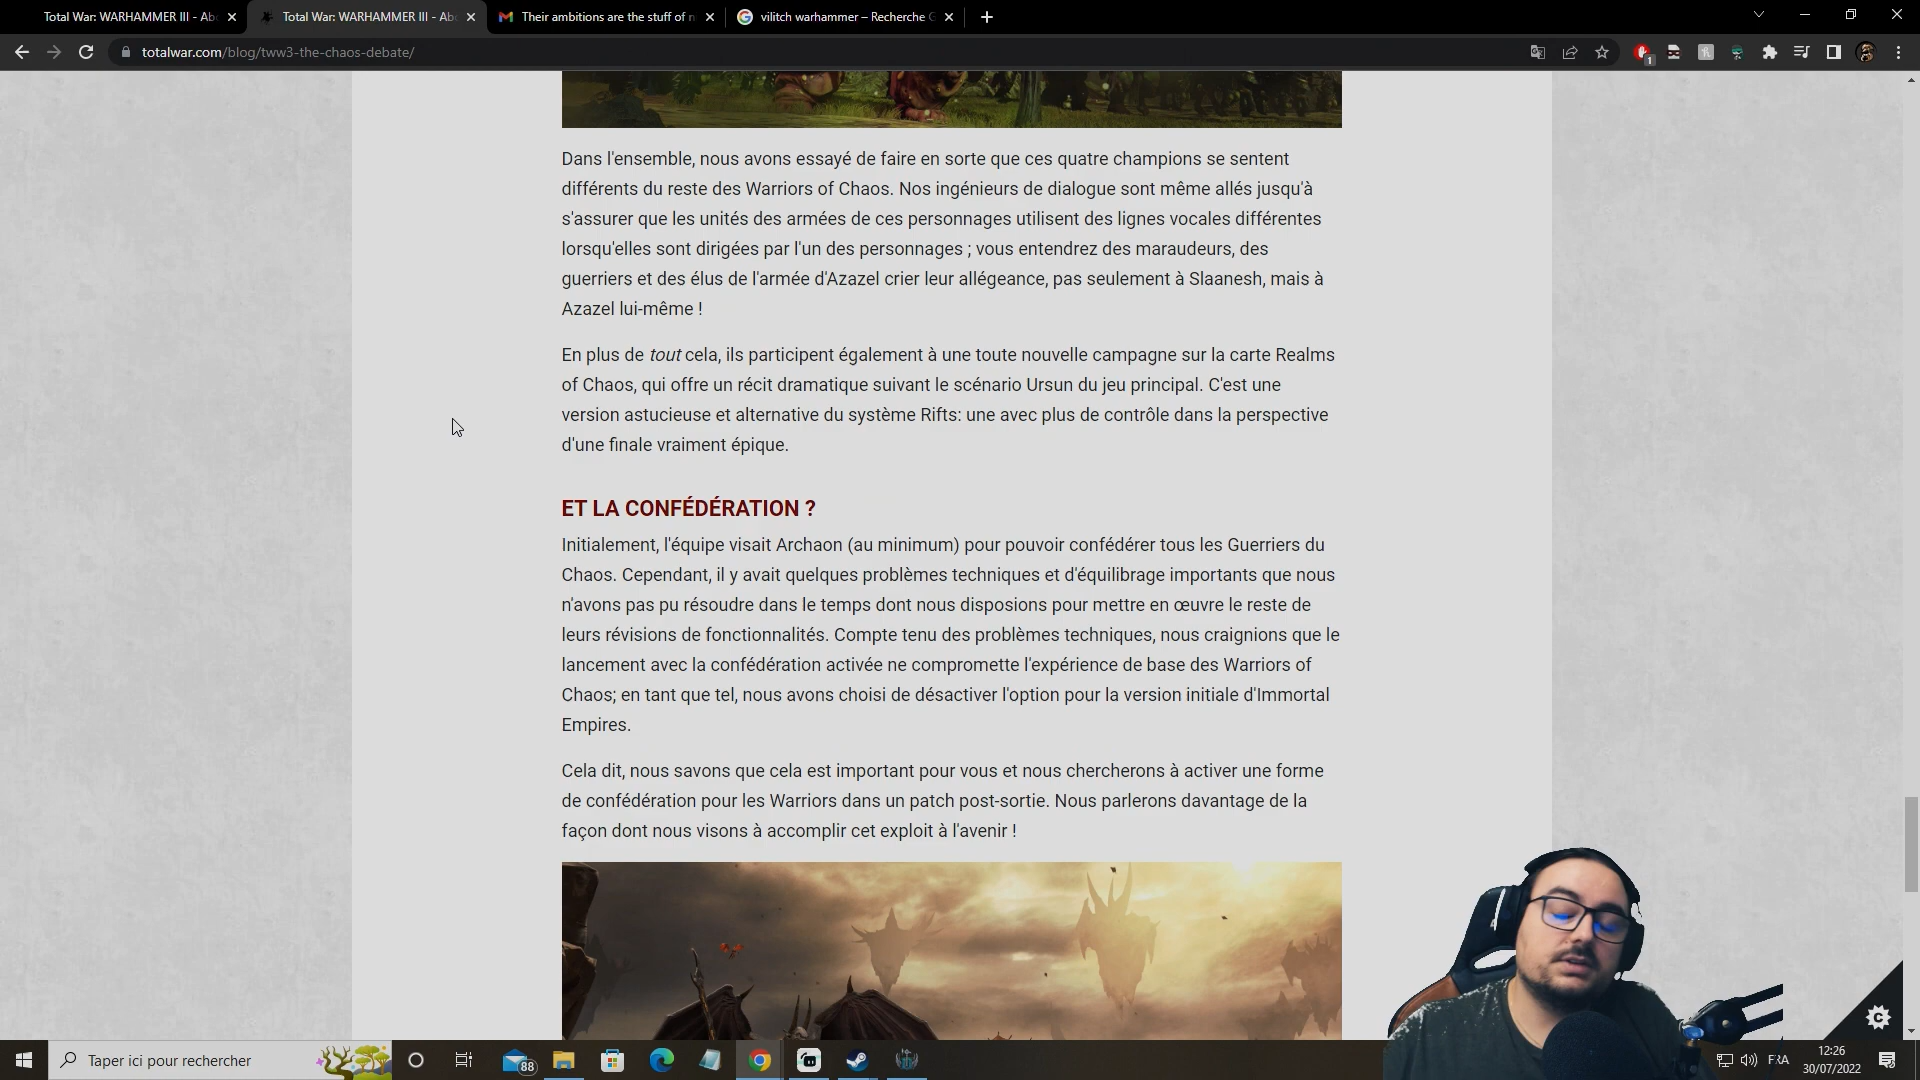 Total War: WARHAMMER III - Abc
Total War: WARHAMMER III - Abc
Their ambitions are the stuff of n
vilitch warhammer – Recherche G
totalwar.com/blog/tww3-the-chaos-debate/
1
Dans l'ensemble, nous avons essayé de faire en sorte que ces quatre champions se sentent
différents du reste des Warriors of Chaos. Nos ingénieurs de dialogue sont même allés jusqu'à
s'assurer que les unités des armées de ces personnages utilisent des lignes vocales différentes
lorsqu'elles sont dirigées par l'un des personnages ; vous entendrez des maraudeurs, des
guerriers et des élus de l'armée d'Azazel crier leur allégeance, pas seulement à Slaanesh, mais à
Azazel lui-même !
En plus de tout cela, ils participent également à une toute nouvelle campagne sur la carte Realms
of Chaos, qui offre un récit dramatique suivant le scénario Ursun du jeu principal. C'est une
version astucieuse et alternative du système Rifts: une avec plus de contrôle dans la perspective
d'une finale vraiment épique.
ET LA CONFÉDÉRATION ?
Initialement, l'équipe visait Archaon (au minimum) pour pouvoir confédérer tous les Guerriers du
Chaos. Cependant, il y avait quelques problèmes techniques et d'équilibrage importants que nous
n'avons pas pu résoudre dans le temps dont nous disposions pour mettre en œuvre le reste de
leurs révisions de fonctionnalités. Compte tenu des problèmes techniques, nous craignions que le
lancement avec la confédération activée ne compromette l'expérience de base des Warriors of
Chaos; en tant que tel, nous avons choisi de désactiver l'option pour la version initiale d'Immortal
Empires.
Cela dit, nous savons que cela est important pour vous et nous chercherons à activer une forme
de confédération pour les Warriors dans un patch post-sortie. Nous parlerons davantage de la
façon dont nous visons à accomplir cet exploit à l'avenir !
Taper ici pour rechercher
88
FRA
12:26
30/07/2022